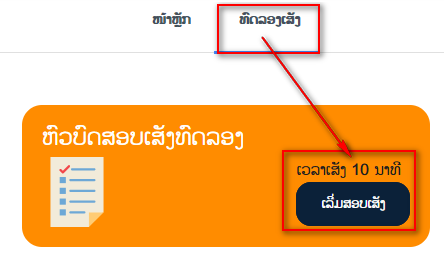 ໜ້າຫຼັກ ທົດລອງເສັງ
ຫົວບົດສອບເສັງທົດລອງ
ເວລາເສັງ 10 ນາທີ
ເລີ່ມສອບເສັງ